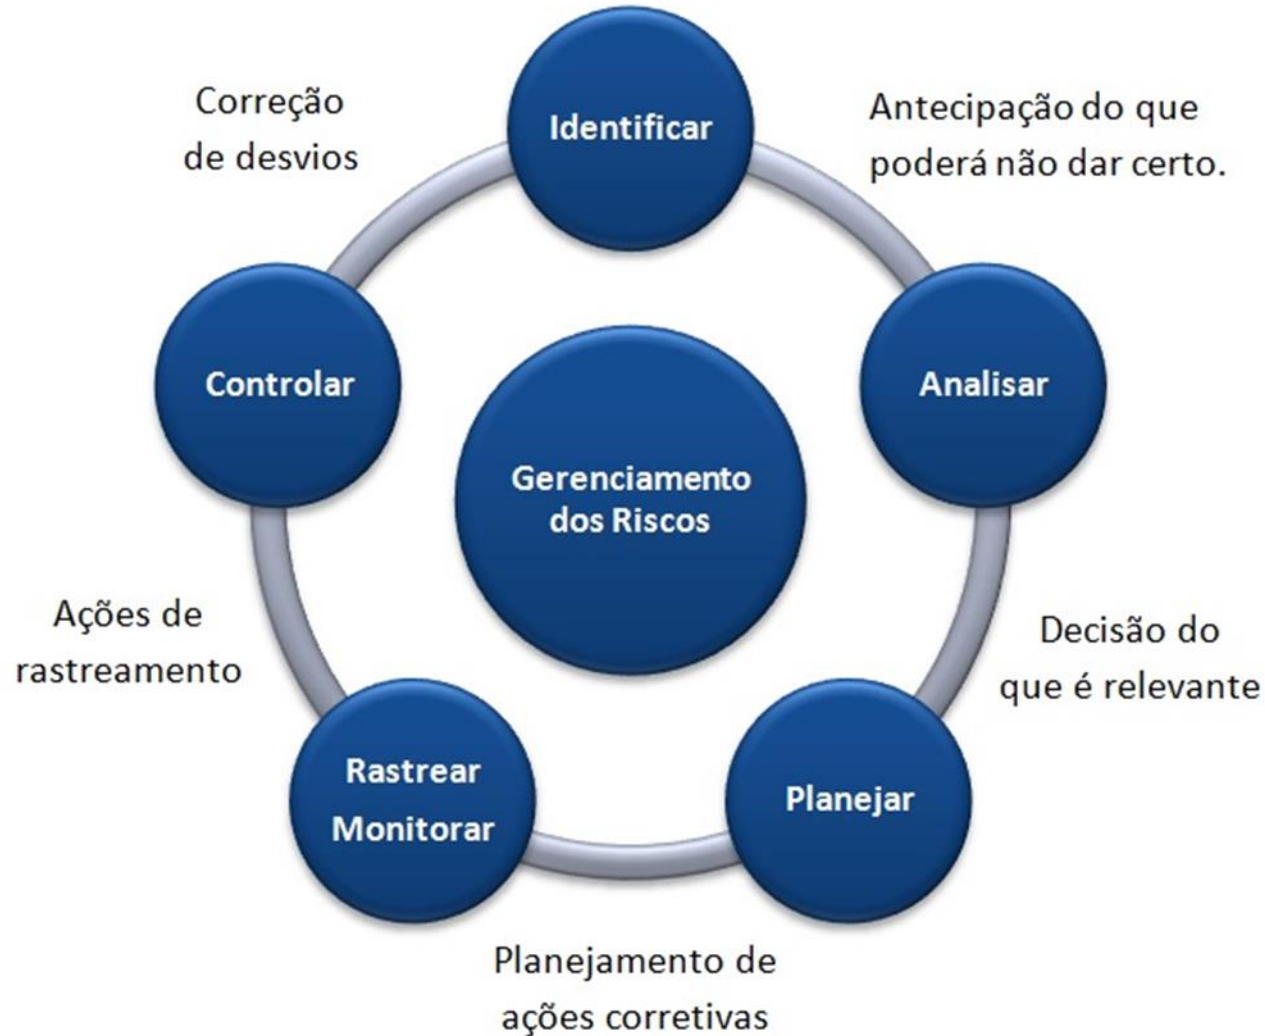 Identificar
Antecipação do que
poderá não dar certo.
Analisar
Decisão do
que é relevante
Planejar
Planejamento de
ações corretivas
Rastrear
Monitorar
Ações de
rastreamento
Controlar
Correção
de desvios
Gerenciamento
dos Riscos